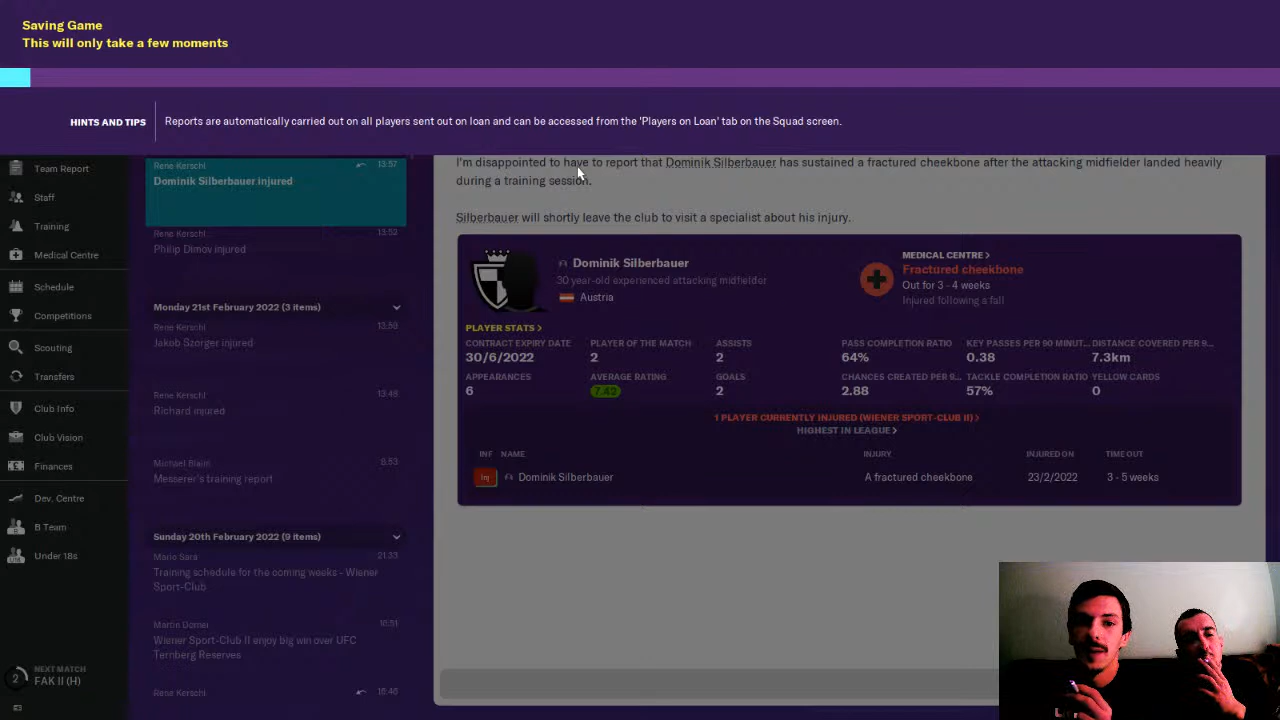 Saving Game
This will only take a few moments
HINTS AND TIPS
Reports are automatically carried out on all players sent out on loan and can be accessed from the 'Players on Loan' tab on the Squad screen.
Team Report
Staff
Training
Medical Centre
Schedule
Competitions
Scouting
Transfers
Club Info
Club Vision
Finances
Dev. Centre
B Team
Under 18s
2
NEXT MATCH
FAK II (H)
Rene Kerschl
13:57
Dominik Silberbauer injured
Rene Kerschl
13:52
Philip Dimov injured
Monday 21st February 2022 (3 items)
Rene Kerschl
Jakob Szorger injured
Rene Kerschl
13:48
Richard injured
Michael Blaim
8:53
Messerer's training report
Sunday 20th February 2022 (9 items)
Mario Sara
21:33
Training schedule for the coming weeks - Wiener
Sport-Club
16:51
Wiener Sport-Club II enjoy big win over UFC
Ternberg Reserves
Rene Kerschl
16:46
I'm disappointed to have to report that Dominik Silberbauer has sustained a fractured cheekbone after the attacking midfielder landed heavily
during a training session.
Silberbauer will shortly leave the club to visit a specialist about his injury.
Dominik Silberbauer
30 year-old experienced attacking midfielder
Austria
MEDICAL CENTRE >
Fractured cheekbone
Out for 3 - 4 weeks
Injured following a fall
PLAYER STATS >
CONTRACT EXPIRY DATE PLAYER OF THE MATCH ASSISTS PASS COMPLETION RATIO KEY PASSES PER 90 MINUT... DISTANCE COVERED PER 9...
30/6/2022 2 2 64% 0.38 7.3km
APPEARANCES AVERAGE RATING GOALS CHANCES CREATED PER 9... TACKLE COMPLETION RATIO YELLOW CARDS
6 7.42 2 2.88 57% 0
1 PLAYER CURRENTLY INJURED (WIENER SPORT-CLUB II) >
HIGHEST IN LEAGUE >
INF NAME INJURY INJURED ON TIME OUT
Inj Dominik Silberbauer A fractured cheekbone 23/2/2022 3 - 5 weeks